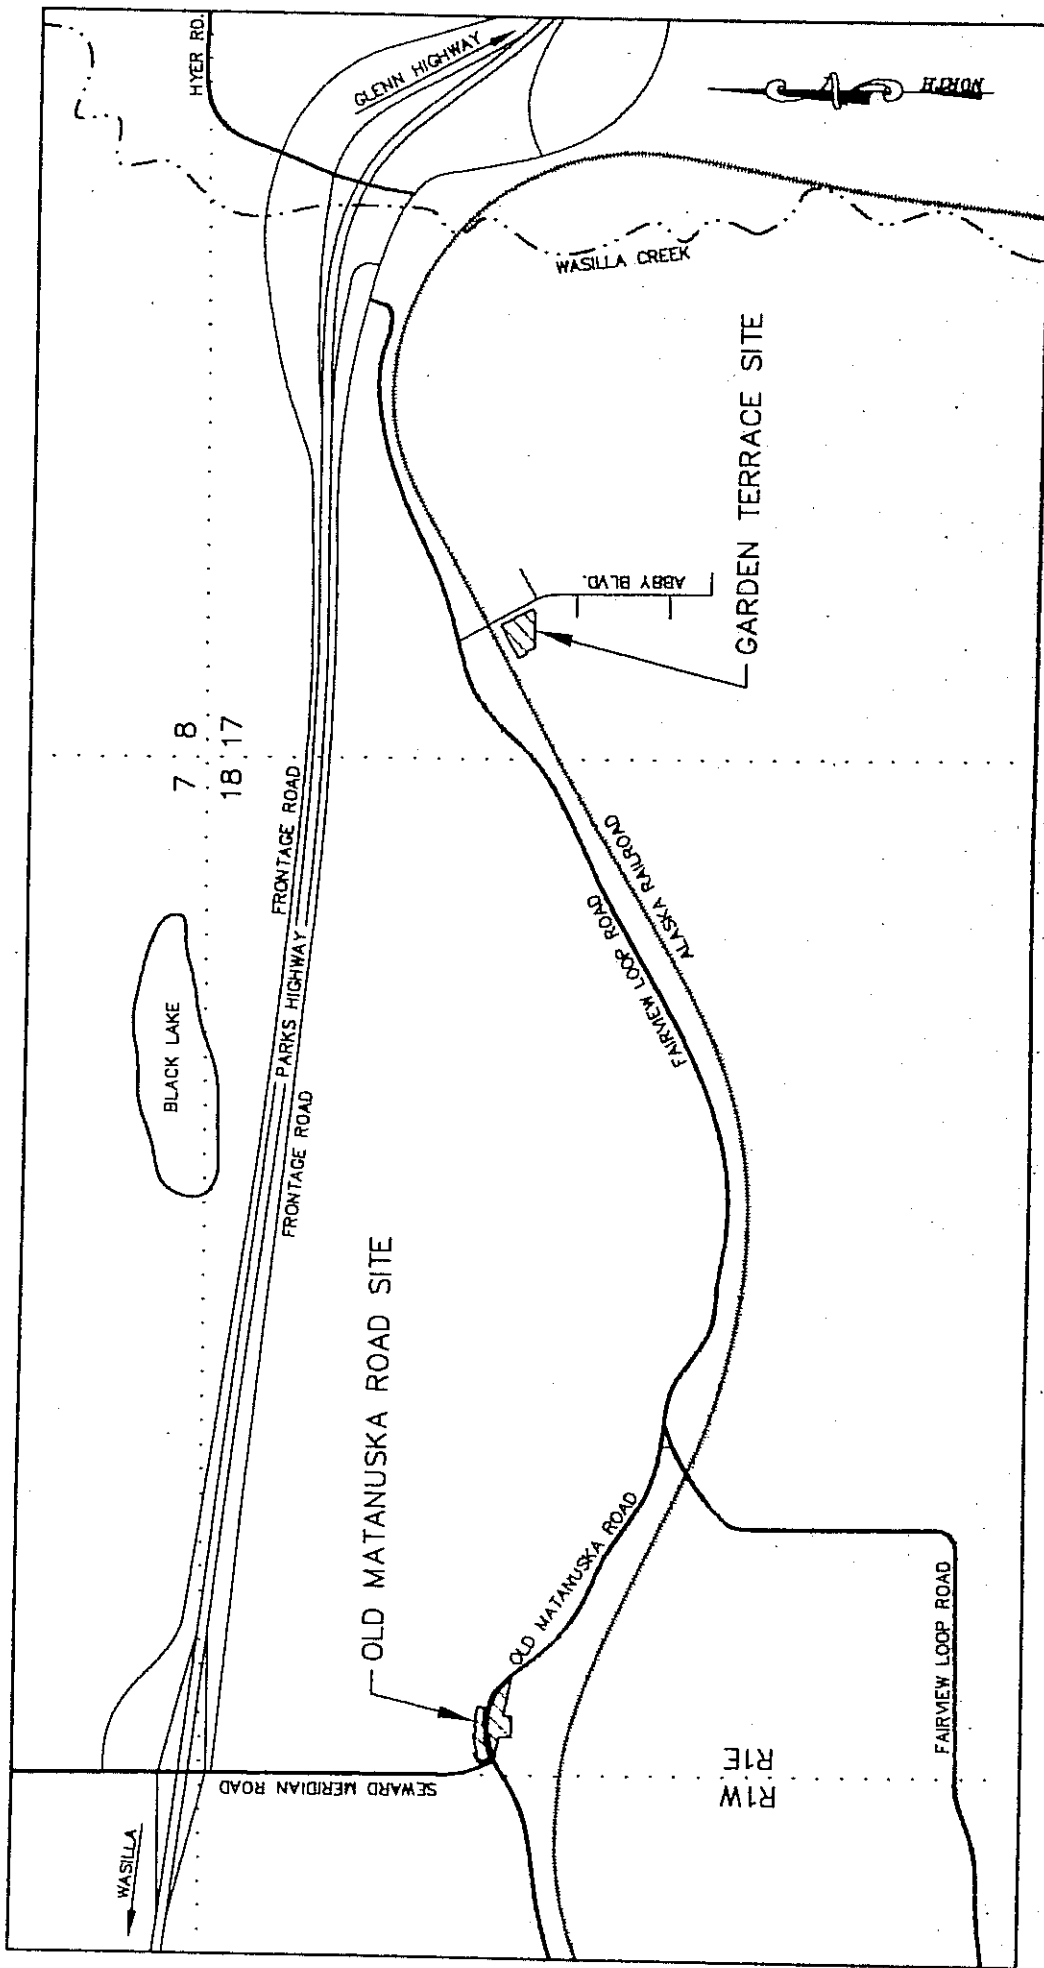 HYER RD.
GLENN HIGHWAY
NORTH
WASILLA CREEK
GARDEN TERRACE SITE
ABBY BLVD.
7 8
18 17
FRONTAGE ROAD
PARKS HIGHWAY
FRONTAGE ROAD
BLACK LAKE
ALASKA RAILROAD
FAIRVIEW LOOP ROAD
OLD MATANUSKA ROAD SITE
OLD MATANUSKA ROAD
FAIRVIEW LOOP ROAD
SEWARD MERIDIAN ROAD
R1W R1E
WASILLA